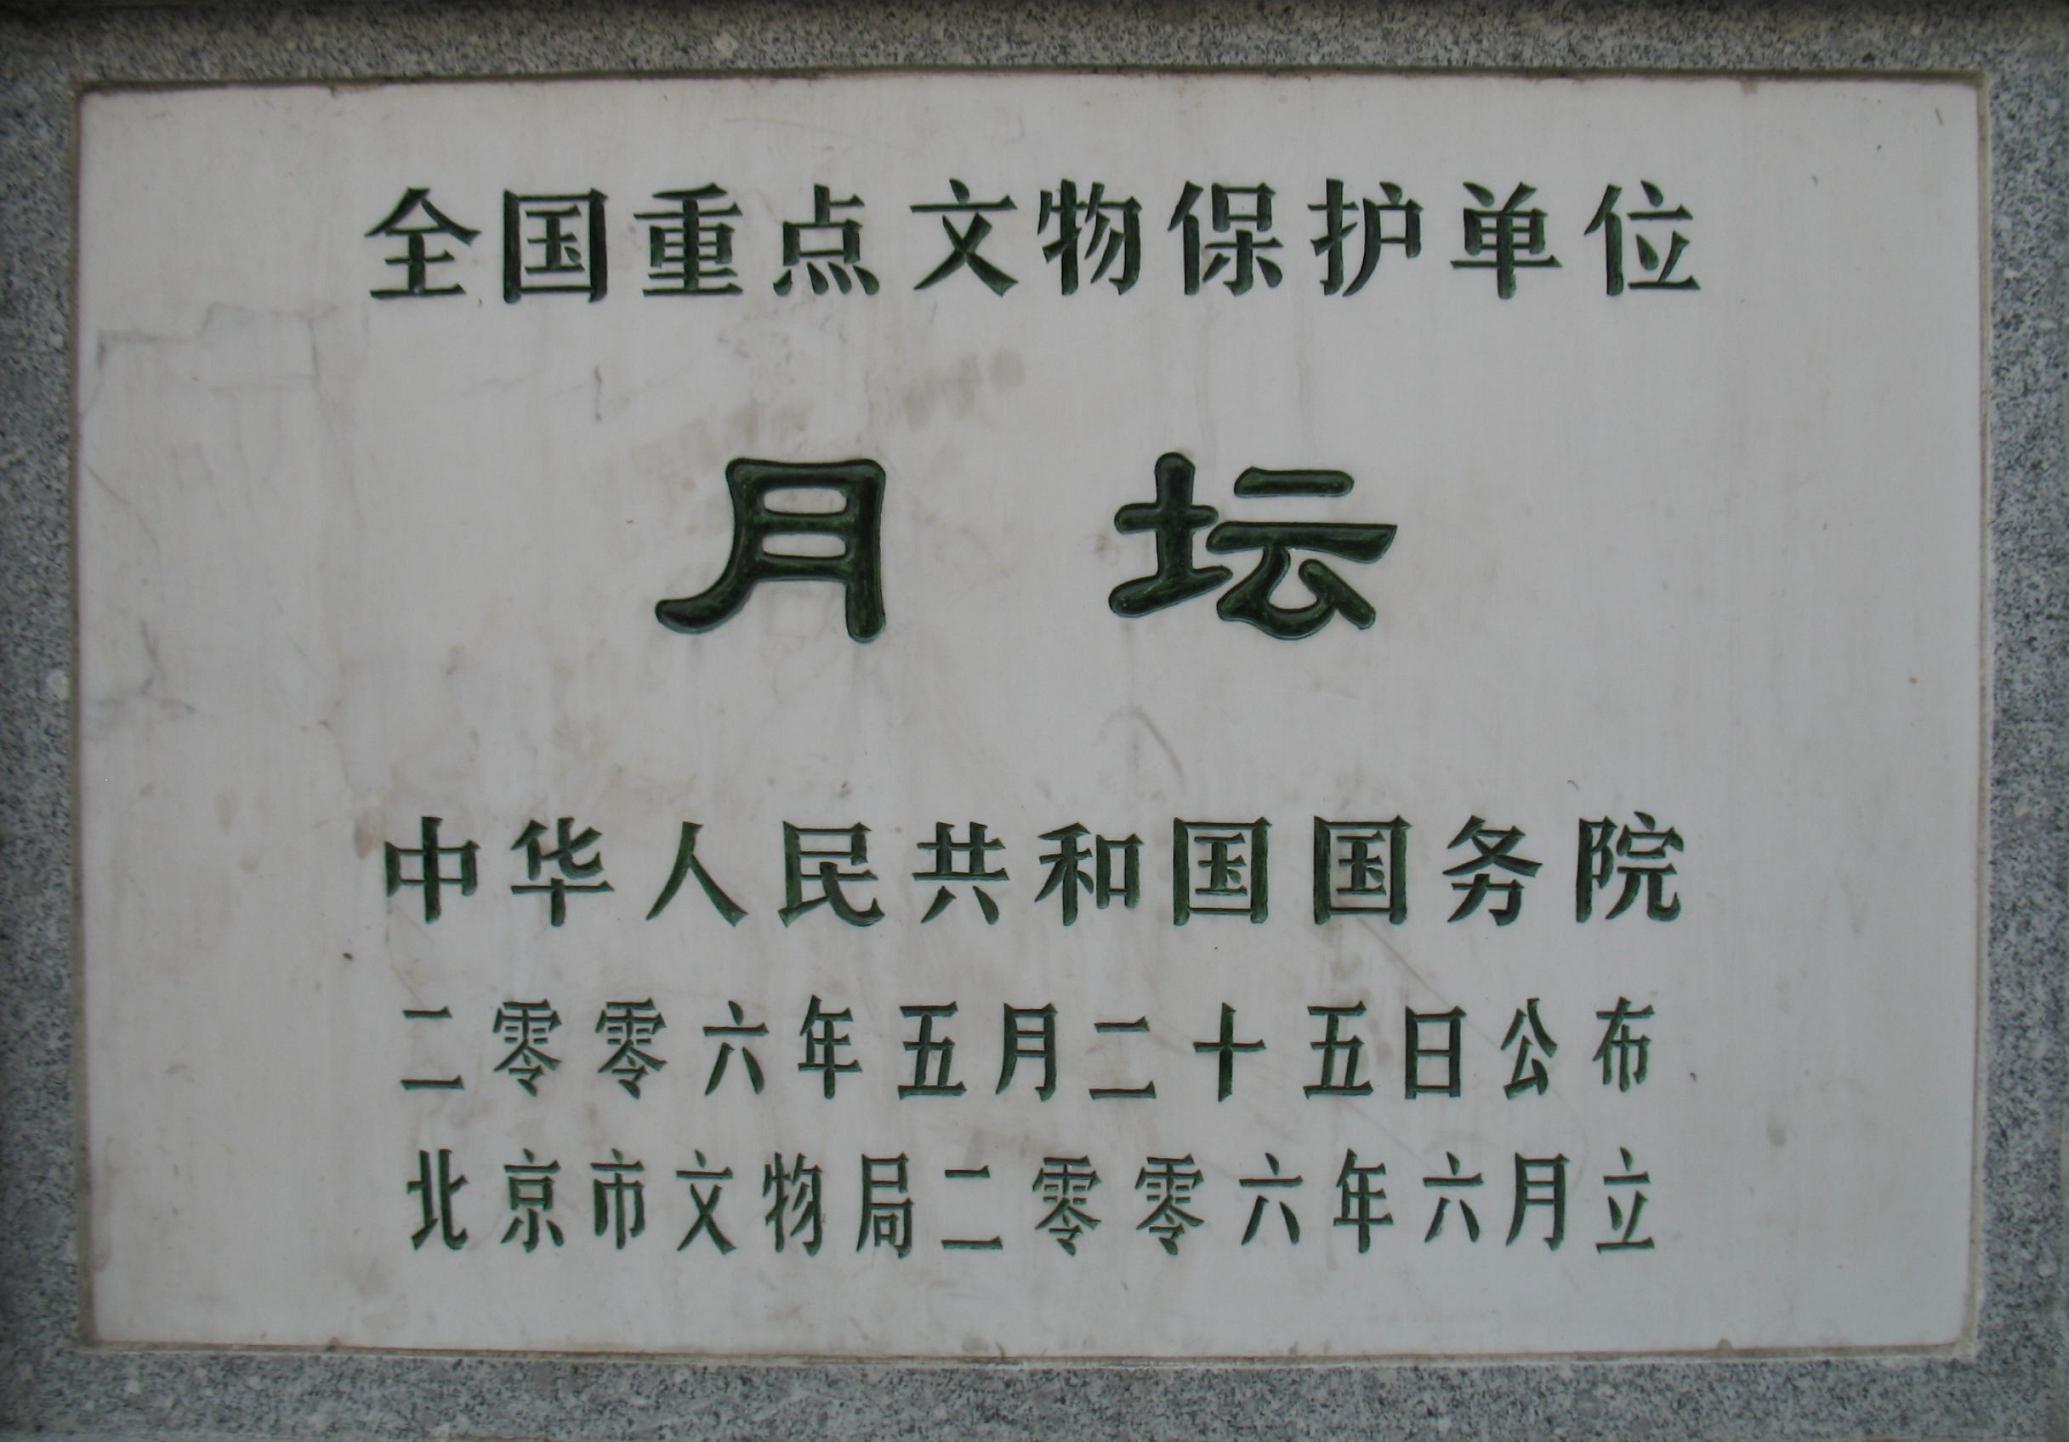 全国重点文物保护单位
月坛
中华人民共和国国务院
二零零六年五月二十五日公布
北京市文物局二零零六年六月立